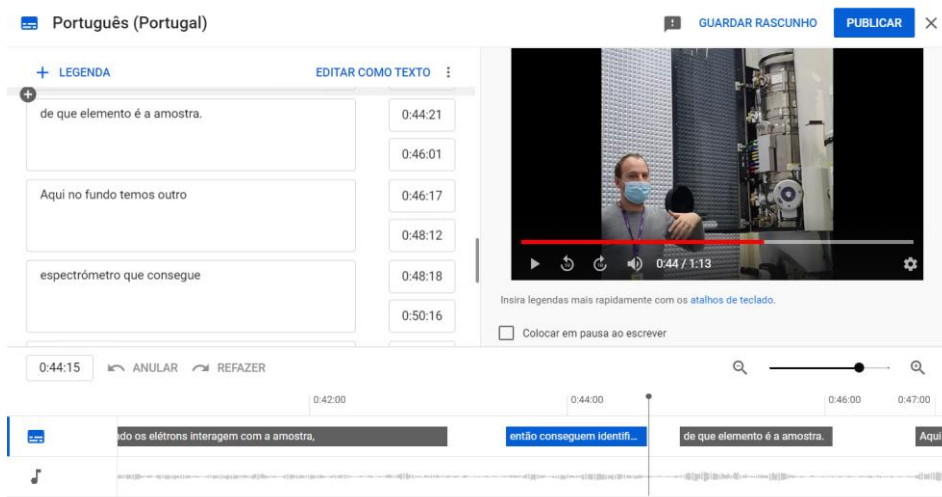 Português (Portugal)
GUARDAR RASCUNHO
PUBLICAR
LEGENDA
EDITAR COMO TEXTO
de que elemento é a amostra.
0:44:21
0:46:01
Aqui no fundo temos outro
0:46:17
0:48:12
espectrómetro que consegue
0:48:18
0:50:16
0:44 / 1:13
Insira legendas mais rapidamente com os atalhos de teclado.
Colocar em pausa ao escrever
0:44:15
ANULAR
REFAZER
0:42:00
0:44:00
0:46:00
0:47:00
do os elétrons interagem com a amostra,
então conseguem identifi...
de que elemento é a amostra.
Aqui